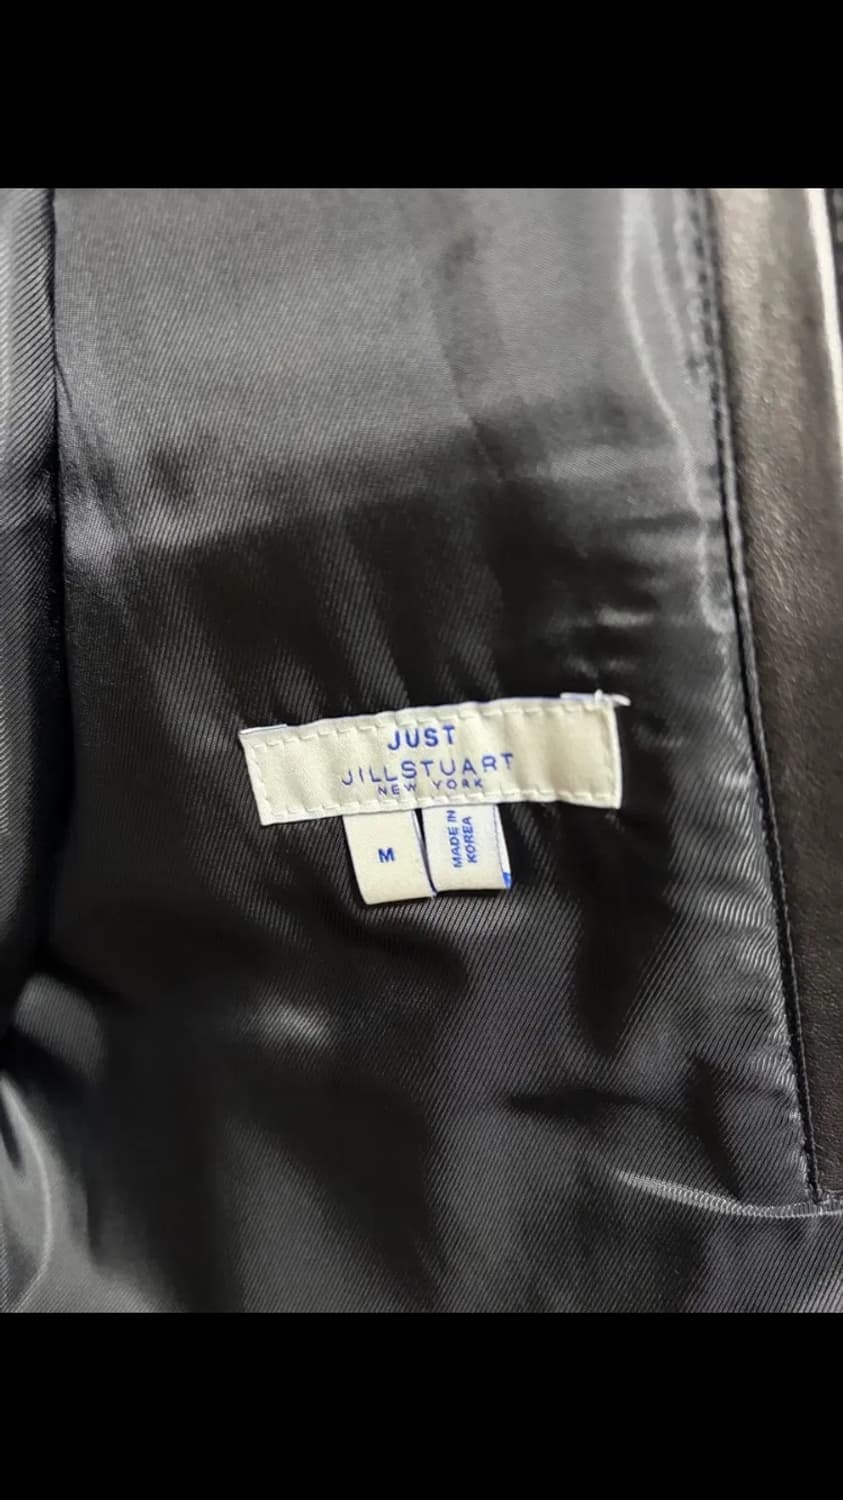 JUST
JILLSTUART
NEW YORK
M
MADE IN
KOREA